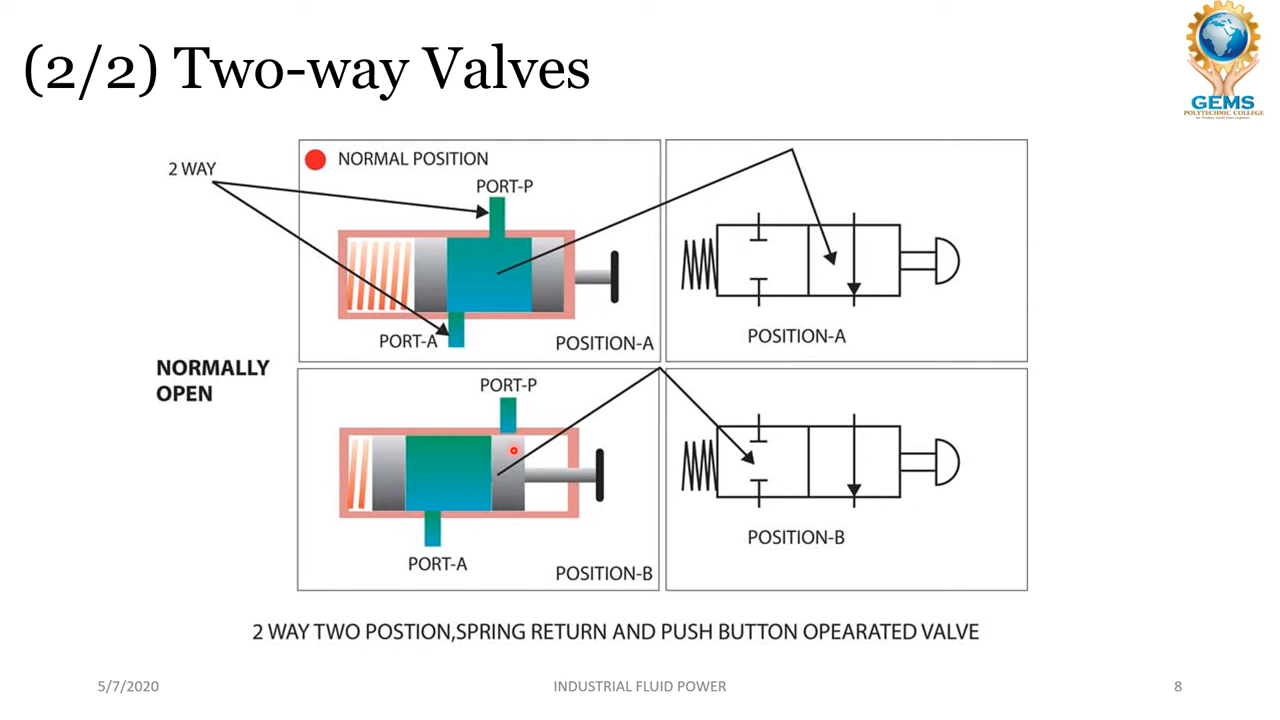 (2/2) Two-way Valves
GEMS
POLYTECHNIC COLLEGE
2 WAY
NORMAL POSITION
PORT-P
PORT-A
POSITION-A
POSITION-A
NORMALLY
OPEN
PORT-P
PORT-A
POSITION-B
POSITION-B
2 WAY TWO POSTION,SPRING RETURN AND PUSH BUTTON OPEARATED VALVE
5/7/2020
INDUSTRIAL FLUID POWER
8